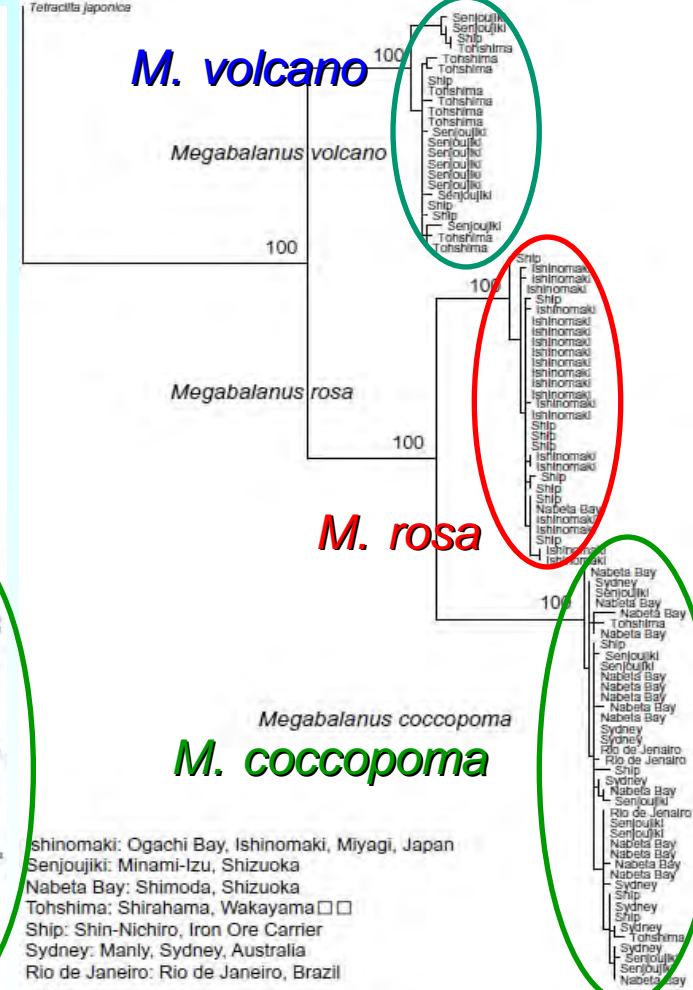 Tetraclita japonica
Senjoujiki
Senjoujiki
Ship
Tohshima
100
Tohshima
Tohshima
M. volcano
Ship
Tohshima
Tohshima
Tohshima
Tohshima
Senjoujiki
Megabalanus volcano
Senjoujiki
Senjoujiki
Senjoujiki
Senjoujiki
Senjoujiki
Senjoujiki
Ship
Ship
Senjoujiki
Tohshima
Tohshima
100
Ship
Ishinomaki
Ishinomaki
Ishinomaki
100
Ship
Ishinomaki
Ishinomaki
Ishinomaki
Ishinomaki
Ishinomaki
Ishinomaki
Ishinomaki
Ishinomaki
Ishinomaki
Ishinomaki
Ishinomaki
Megabalanus rosa
Ship
Ship
Ship
100
Ishinomaki
Ishinomaki
Ship
Ship
Ship
Nabeta Bay
Ishinomaki
Ishinomaki
Ship
Ishinomaki
Ishinomaki
M. rosa
Nabeta Bay
Sydney
Senjoujiki
Nabeta Bay
100
Nabeta Bay
Tohshima
Nabeta Bay
Ship
Senjoujiki
Senjoujiki
Nabeta Bay
Nabeta Bay
Nabeta Bay
Nabeta Bay
Nabeta Bay
Megabalanus coccopoma
Sydney
Sydney
Rio de Jenairo
Rio de Jenairo
M. coccopoma
Ship
Sydney
Nabeta Bay
Senjoujiki
Rio de Jenairo
Senjoujiki
Senjoujiki
Nabeta Bay
Nabeta Bay
Nabeta Bay
Nabeta Bay
Sydney
Ship
Ship
Sydney
Tohshima
Sydney
Senjoujiki
Senjoujiki
Nabeta Bay
Ishinomaki: Ogachi Bay, Ishinomaki, Miyagi, Japan
Senjoujiki: Minami-Izu, Shizuoka
Nabeta Bay: Shimoda, Shizuoka
Tohshima: Shirahama, Wakayama□□
Ship: Shin-Nichiro, Iron Ore Carrier
Sydney: Manly, Sydney, Australia
Rio de Janeiro: Rio de Janeiro, Brazil